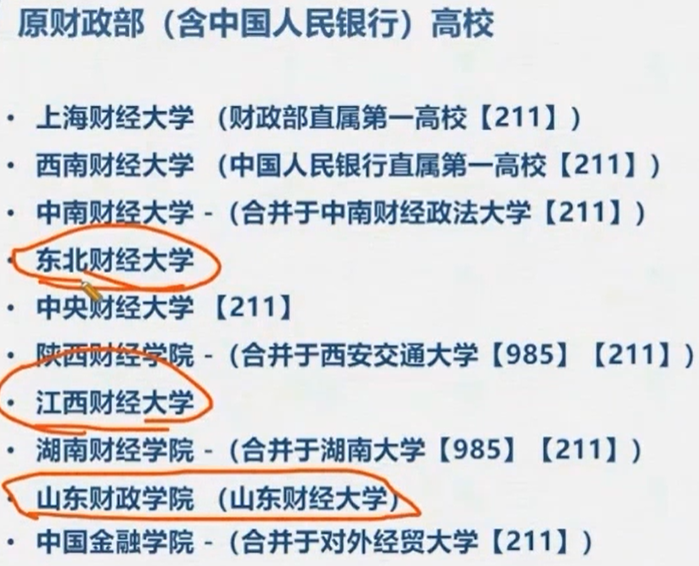 原财政部（含中国人民银行）高校
• 上海财经大学 （财政部直属第一高校【211】）
• 西南财经大学 （中国人民银行直属第一高校【211】）
• 中南财经大学 -（合并于中南财经政法大学【211】）
• 东北财经大学
• 中央财经大学 【211】
• 陕西财经学院 -（合并于西安交通大学【985】【211】）
• 江西财经大学
• 湖南财经学院 -（合并于湖南大学【985】【211】）
• 山东财政学院 （山东财经大学）
• 中国金融学院 -（合并于对外经贸大学【211】）